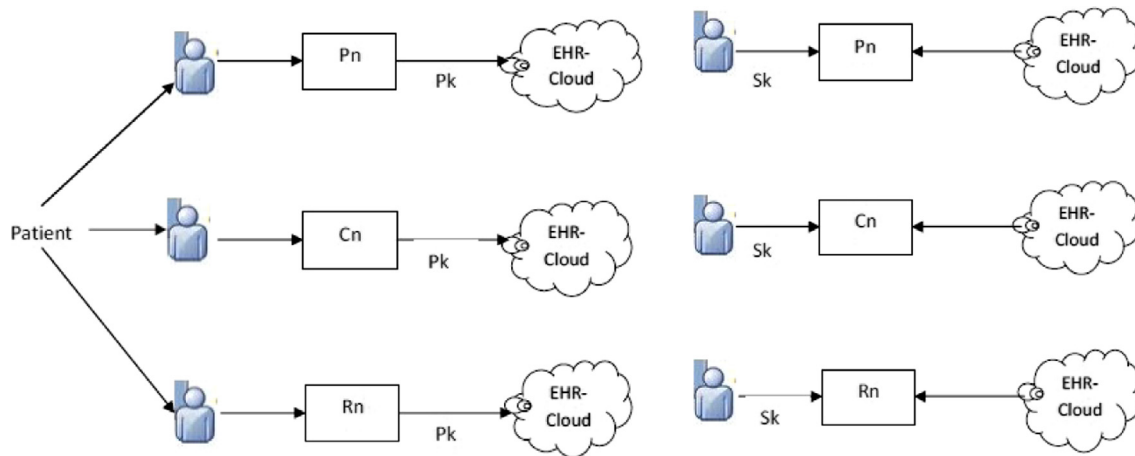 Pn
Pk
EHR-
Cloud
Sk
Pn
EHR-
Cloud
Patient
Cn
Pk
EHR-
Cloud
Sk
Cn
EHR-
Cloud
Rn
Pk
EHR-
Cloud
Sk
Rn
EHR-
Cloud